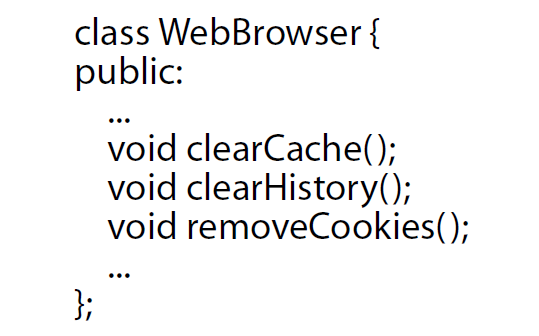 class WebBrowser {
public:
...
void clearCache();
void clearHistory();
void removeCookies();
...
};